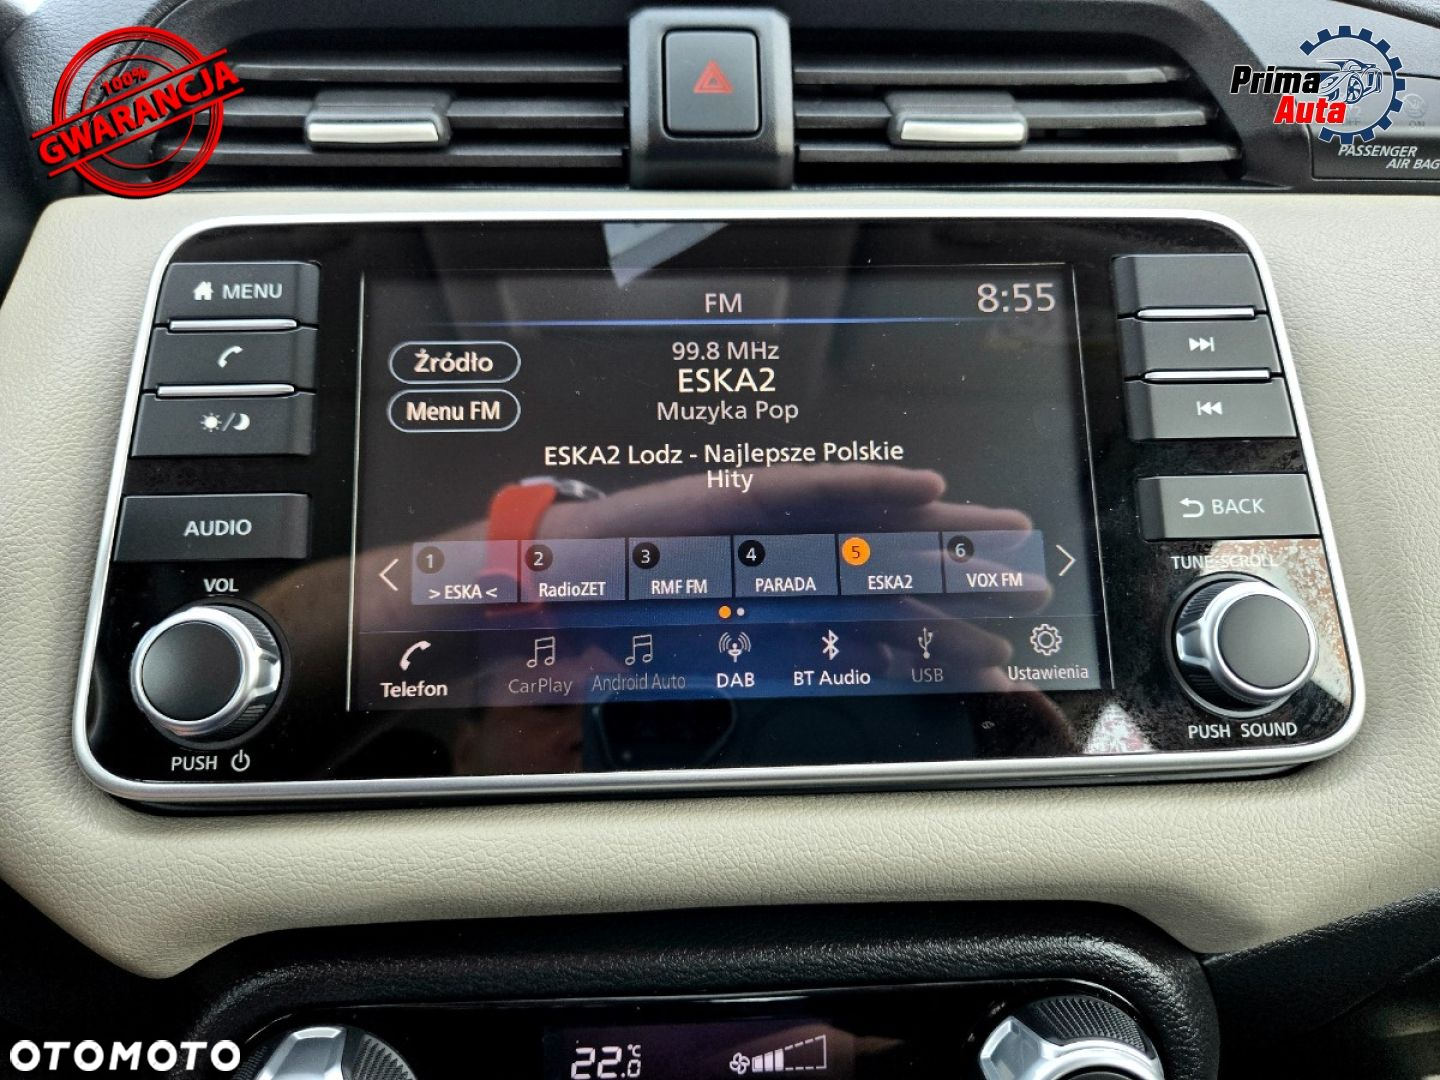 100%
GWARANCJA
Prima
Auta
PASSENGER
AIR BAG
MENU
AUDIO
VOL
PUSH
FM
8:55
Źródło
Menu FM
99.8 MHz
ESKA2
Muzyka Pop
ESKA2 Lodz - Najlepsze Polskie
Hity
1
> ESKA <
2
RadioZET
3
RMF FM
4
PARADA
5
ESKA2
6
VOX FM
Telefon
CarPlay
Android Auto
DAB
BT Audio
USB
Ustawienia
BACK
TUNE·SCROLL
PUSH SOUND
22.0
°C
OTOMOTO